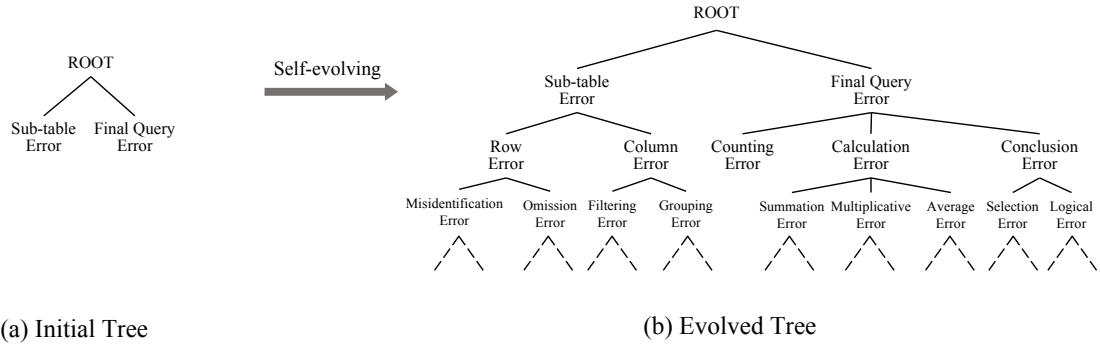 ROOT
Sub-table
Error
Final Query
Error
Self-evolving
ROOT
Sub-table
Error
Final Query
Error
Row
Error
Column
Error
Counting
Error
Calculation
Error
Conclusion
Error
Misidentification
Error
Omission
Error
Filtering
Error
Grouping
Error
Summation
Error
Multiplicative
Error
Average
Error
Selection
Error
Logical
Error
(a) Initial Tree
(b) Evolved Tree